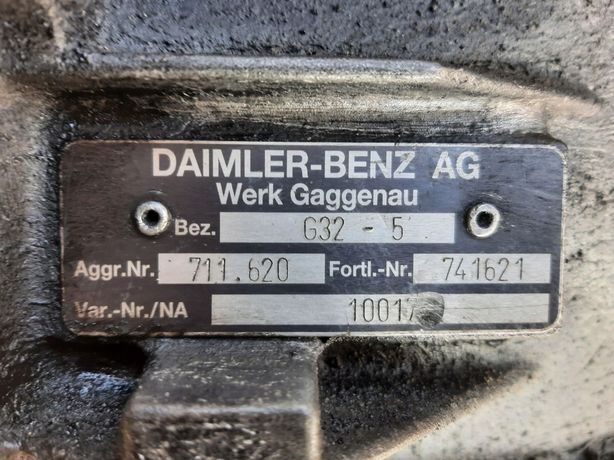 DAIMLER-BENZ AG
Werk Gaggenau
Bez. G32 - 5
Aggr.Nr. 711.620 Fortl.-Nr. 741621
Var.-Nr./NA 10017